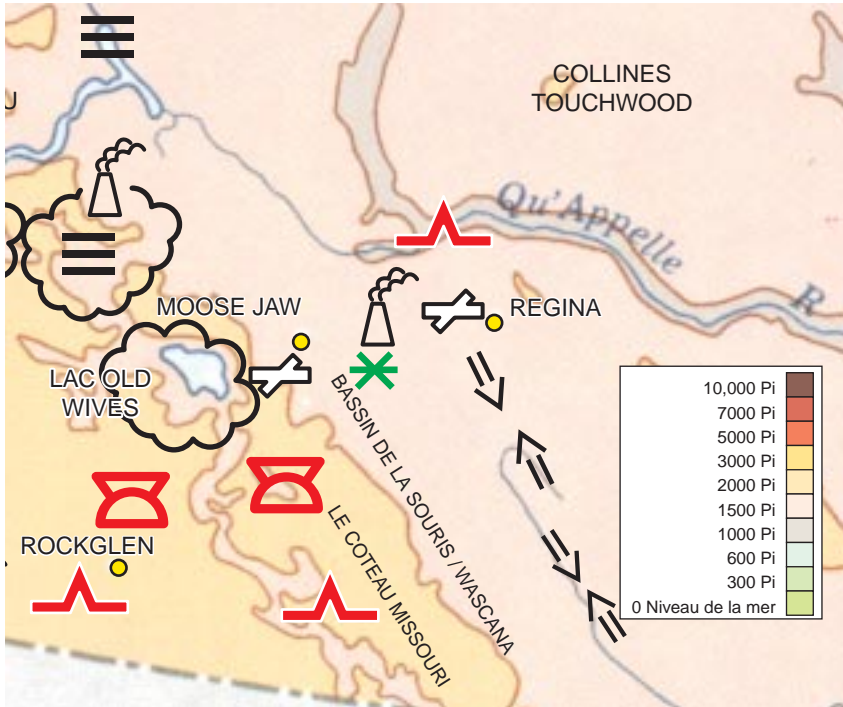 COLLINES
TOUCHWOOD
U
Qu'Appelle
R
MOOSE JAW
REGINA
LAC OLD
WIVES
BASSIN DE LA SOURIS / WASCANA
LE COTEAU MISSOURI
ROCKGLEN
10,000 Pi
7000 Pi
5000 Pi
3000 Pi
2000 Pi
1500 Pi
1000 Pi
600 Pi
300 Pi
0 Niveau de la mer